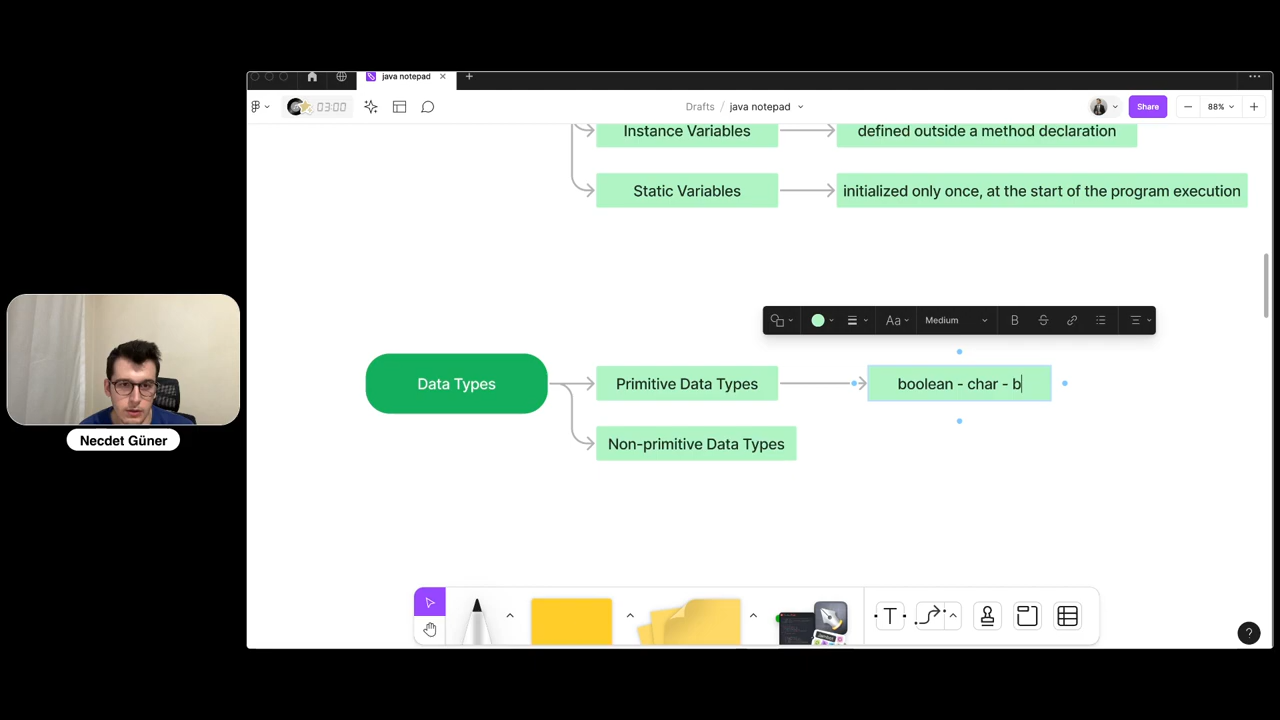 java notepad
03:00
Drafts / java notepad
Share
88%
Instance Variables
defined outside a method declaration
Static Variables
initialized only once, at the start of the program execution
Aa
Medium
B
S
Data Types
Primitive Data Types
boolean - char - b
Non-primitive Data Types
Necdet Güner
T
?